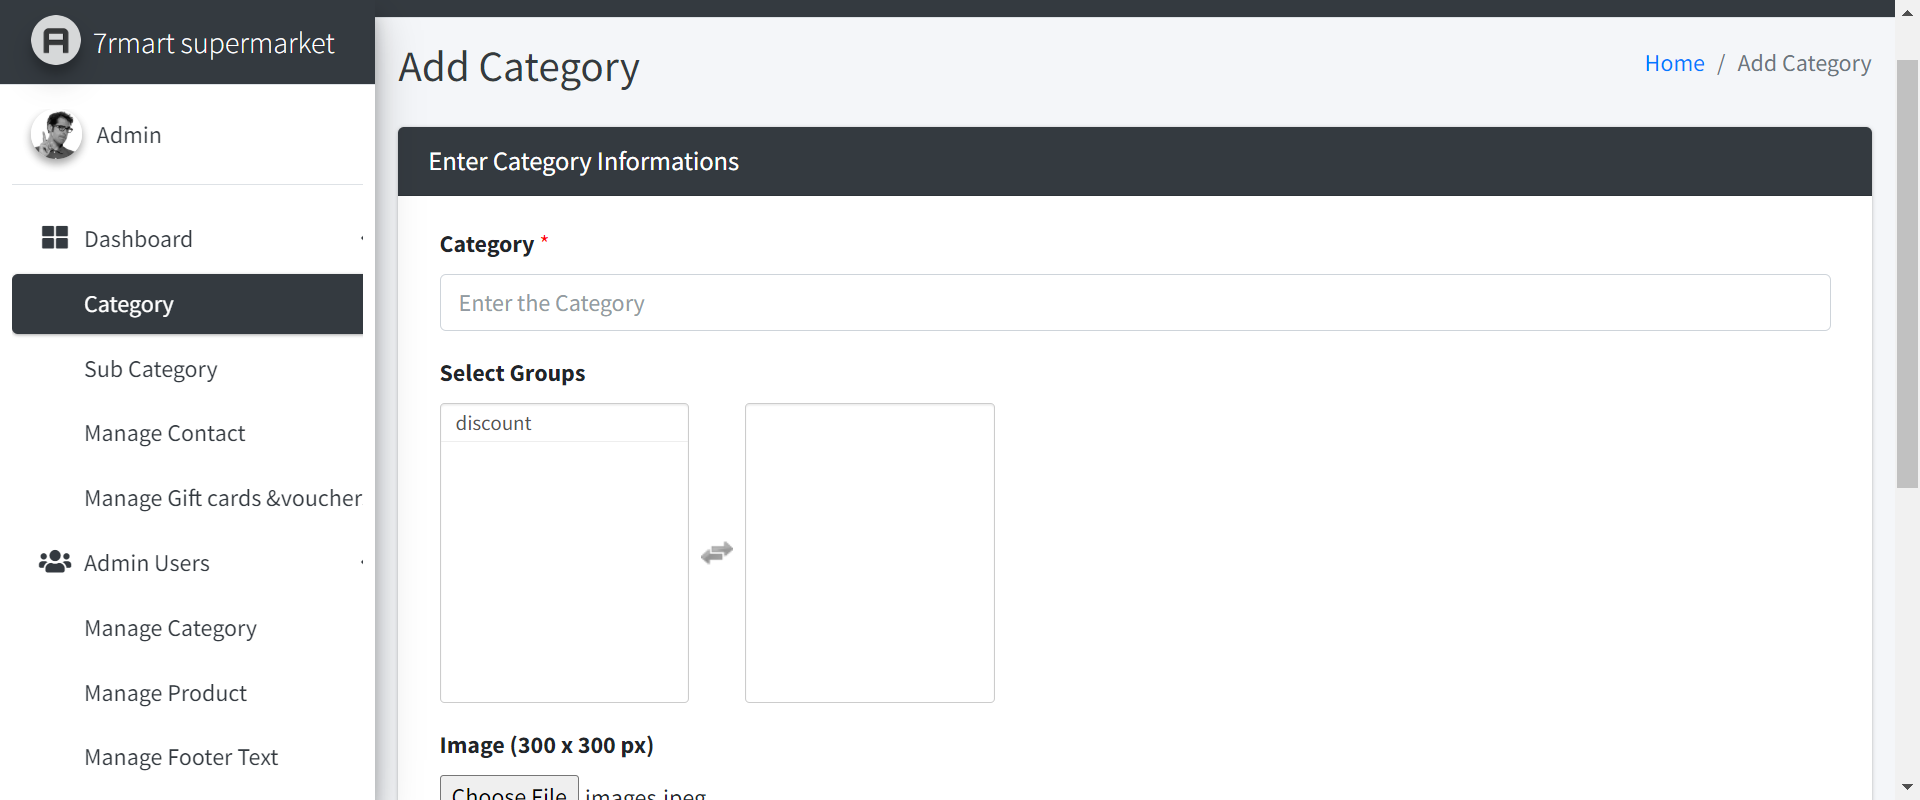 7rmart supermarket
Admin
Dashboard
Category
Sub Category
Manage Contact
Manage Gift cards &voucher
Admin Users
Manage Category
Manage Product
Manage Footer Text
Add Category
Home / Add Category
Enter Category Informations
Category *
Enter the Category
Select Groups
discount
Image (300 x 300 px)
Choose File images.jpeg